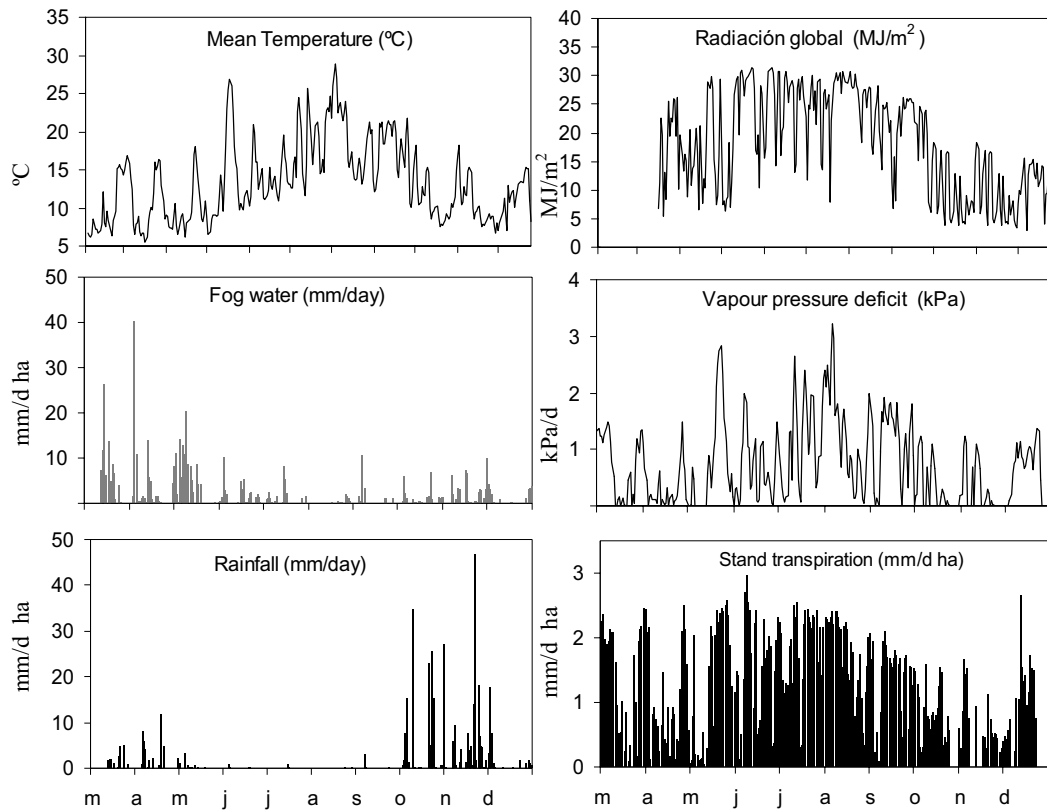 Mean Temperature (ºC)
ºC
35
30
25
20
15
10
5
Radiación global (MJ/m²)
MJ/m²
40
35
30
25
20
15
10
5
0
Fog water (mm/day)
mm/d ha
50
40
30
20
10
Vapour pressure deficit (kPa)
kPa/d
4
3
2
1
0
Rainfall (mm/day)
mm/d ha
50
40
30
20
10
0
m a m j j a s o n d
Stand transpiration (mm/d ha)
mm/d ha
3
2
1
0
m a m j j a s o n d